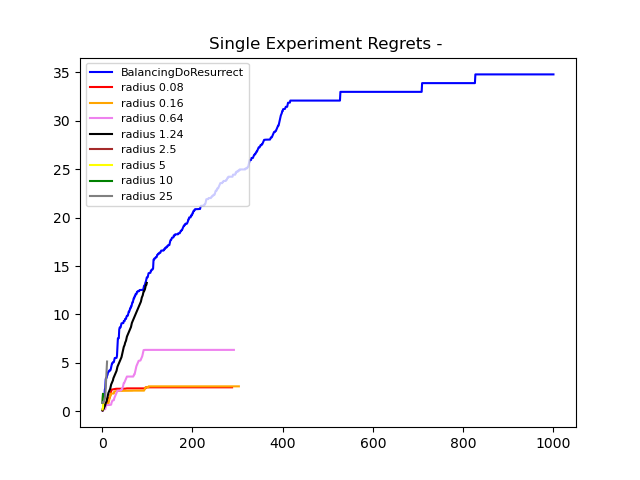 Single Experiment Regrets -
35
30
25
20
15
10
5
0
BalancingDoResurrect
radius 0.08
radius 0.16
radius 0.64
radius 1.24
radius 2.5
radius 5
radius 10
radius 25
0 200 400 600 800 1000